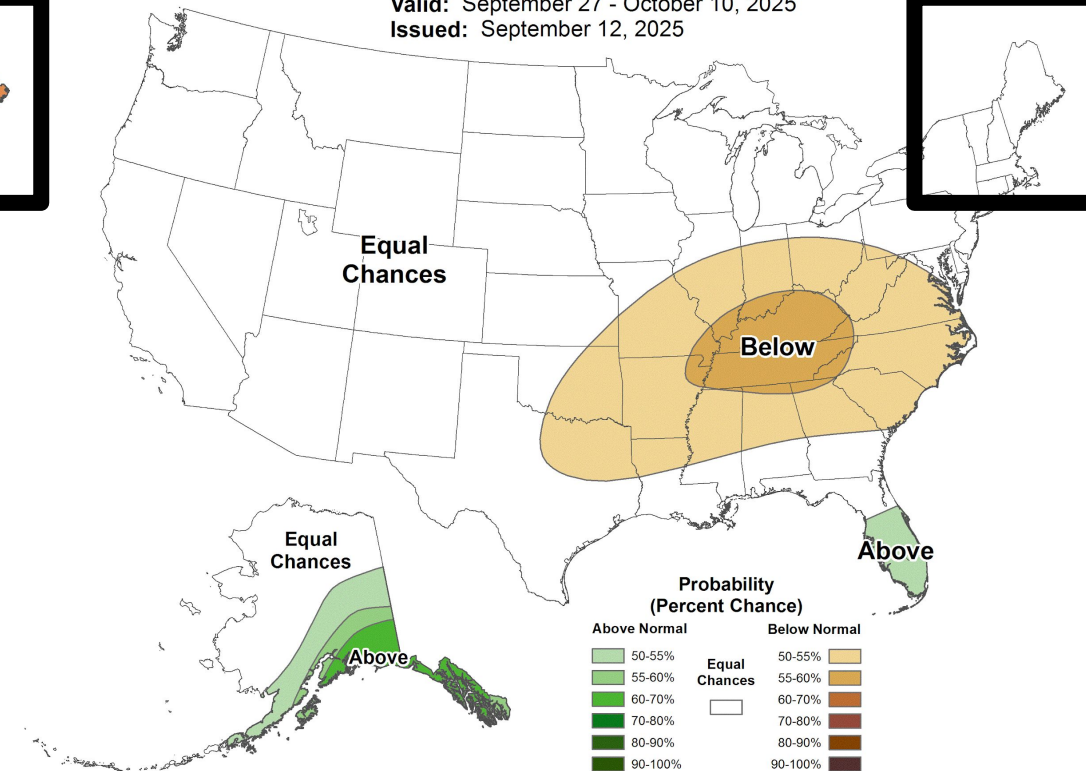 Valid: September 27 - October 10, 2025
Issued: September 12, 2025
Equal
Chances
Below
Above
Equal
Chances
Above
Probability
(Percent Chance)
Above Normal
Below Normal
50-55%
55-60%
60-70%
70-80%
80-90%
90-100%
Equal
Chances
50-55%
55-60%
60-70%
70-80%
80-90%
90-100%